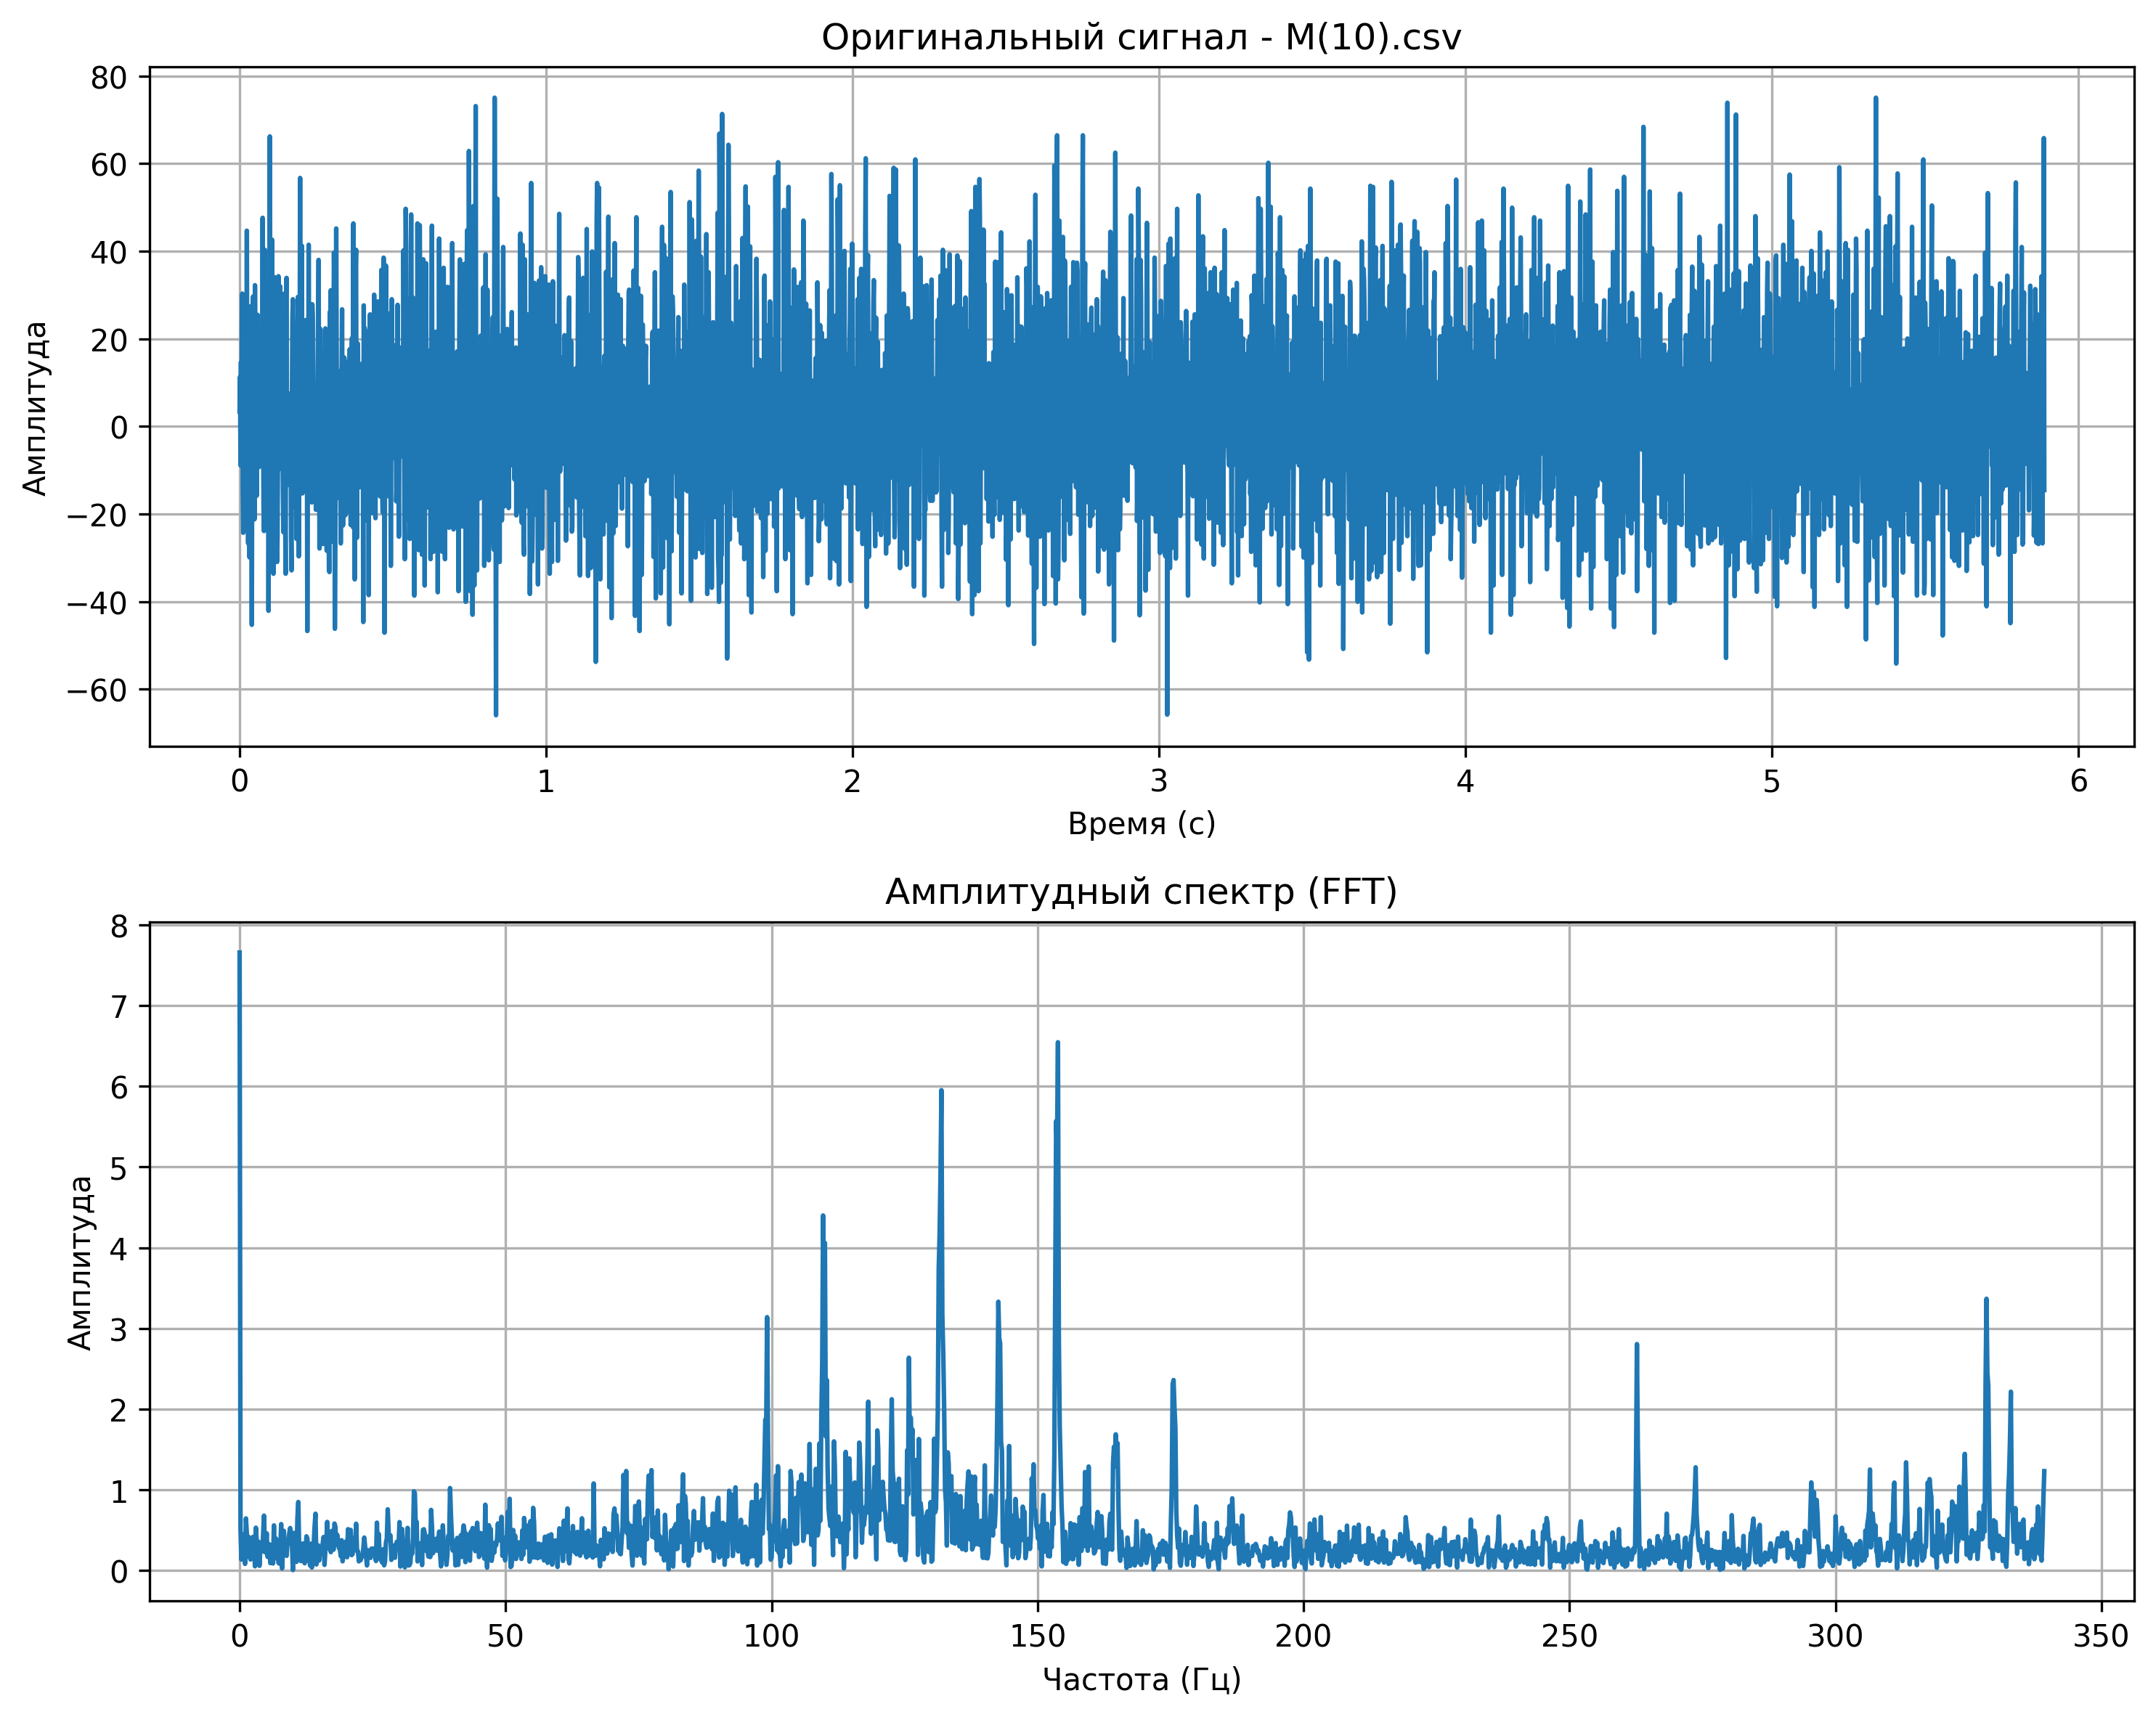 Оригинальный сигнал - M(10).csv
80
60
40
20
0
−20
−40
−60
Амплитуда
0 1 2 3 4 5 6
Время (с)
Амплитудный спектр (FFT)
8
7
6
5
4
3
2
1
0
Амплитуда
0 50 100 150 200 250 300 350
Частота (Гц)